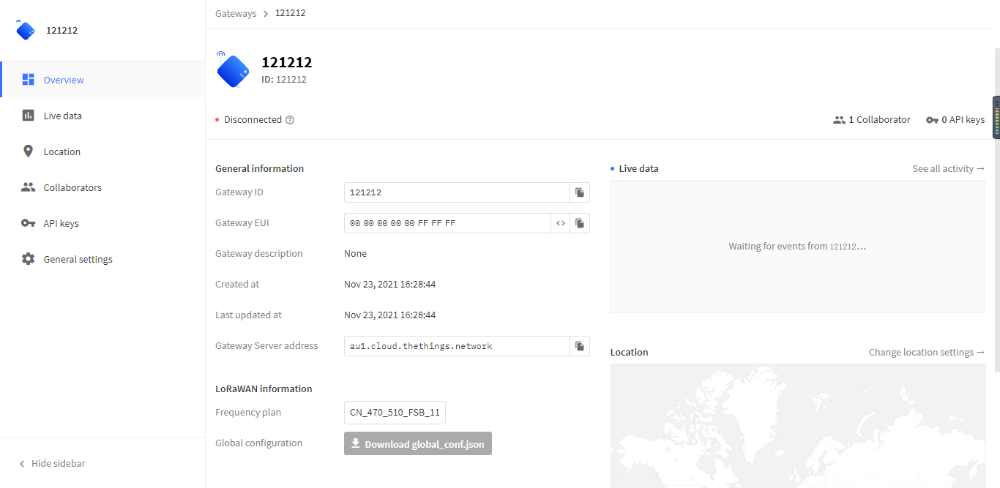 121212
Overview
Live data
Location
Collaborators
API keys
General settings
Hide sidebar
Gateways 121212
121212
ID: 121212
Disconnected
1 Collaborator 0 API keys
General information
Gateway ID 121212
Gateway EUI 00 00 00 00 00 FF FF FF <>
Gateway description None
Created at Nov 23, 2021 16:28:44
Last updated at Nov 23, 2021 16:28:44
Gateway Server address au1.cloud.thethings.network
LoRaWAN information
Frequency plan CN_470_510_FSB_11
Global configuration Download global_conf.json
Live data See all activity →
Waiting for events from 121212…
Location Change location settings →